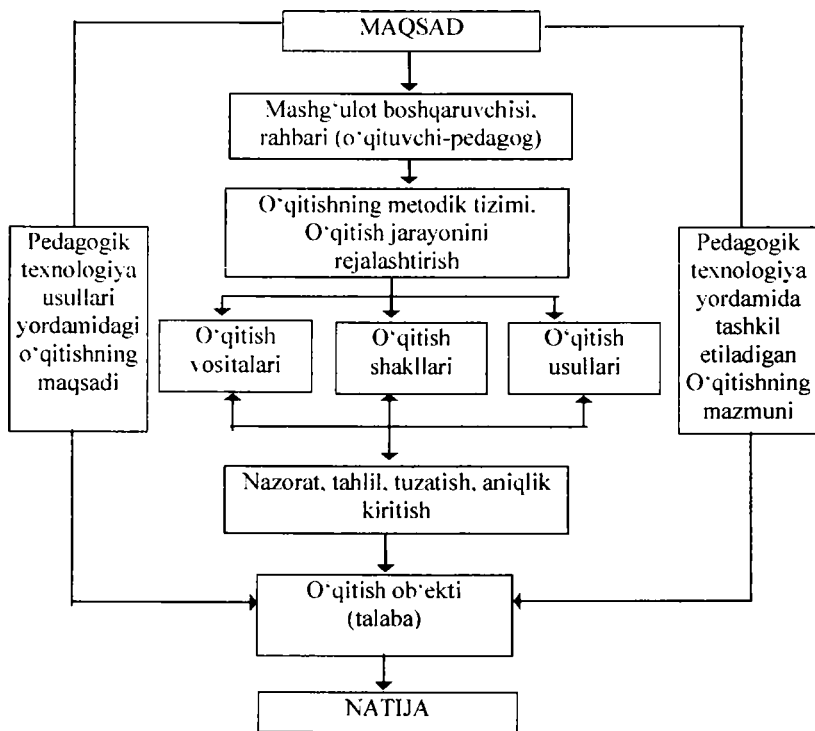 MAQSAD
Mashg‘ulot boshqaruvchisi,
rahbari (o‘qituvchi-pedagog)
O‘qitishning metodik tizimi.
O‘qitish jarayonini
rejalashtirish
Pedagogik
texnologiya
usullari
yordamidagi
o‘qitishning
maqsadi
O‘qitish
vositalari
O‘qitish
shakllari
O‘qitish
usullari
Pedagogik
texnologiya
yordamida
tashkil
etiladigan
O‘qitishning
mazmuni
Nazorat, tahlil, tuzatish, aniqlik
kiritish
O‘qitish ob‘ekti
(talaba)
NATIJA